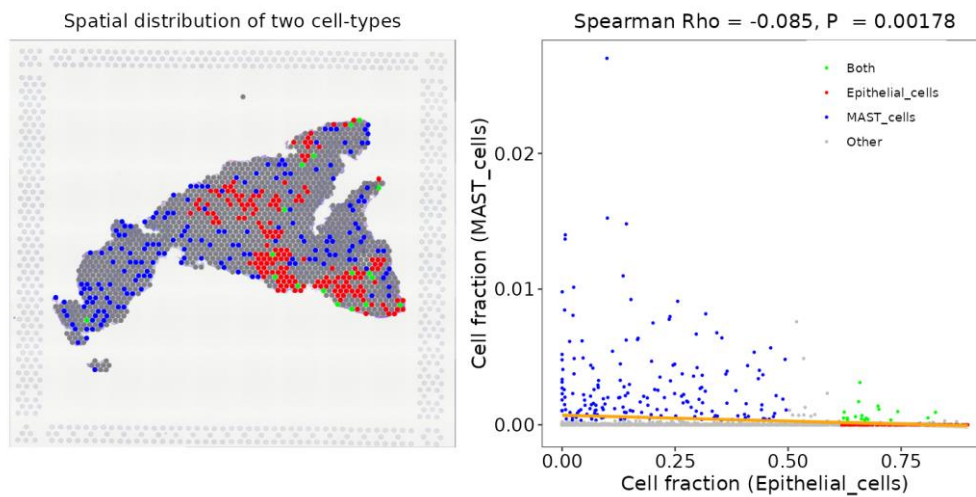 Spatial distribution of two cell-types
Spearman Rho = -0.085, P  = 0.00178
Both
Epithelial_cells
MAST_cells
Other
Cell fraction (MAST_cells)
0.02
0.01
0.00
0.00 0.25 0.50 0.75
Cell fraction (Epithelial_cells)